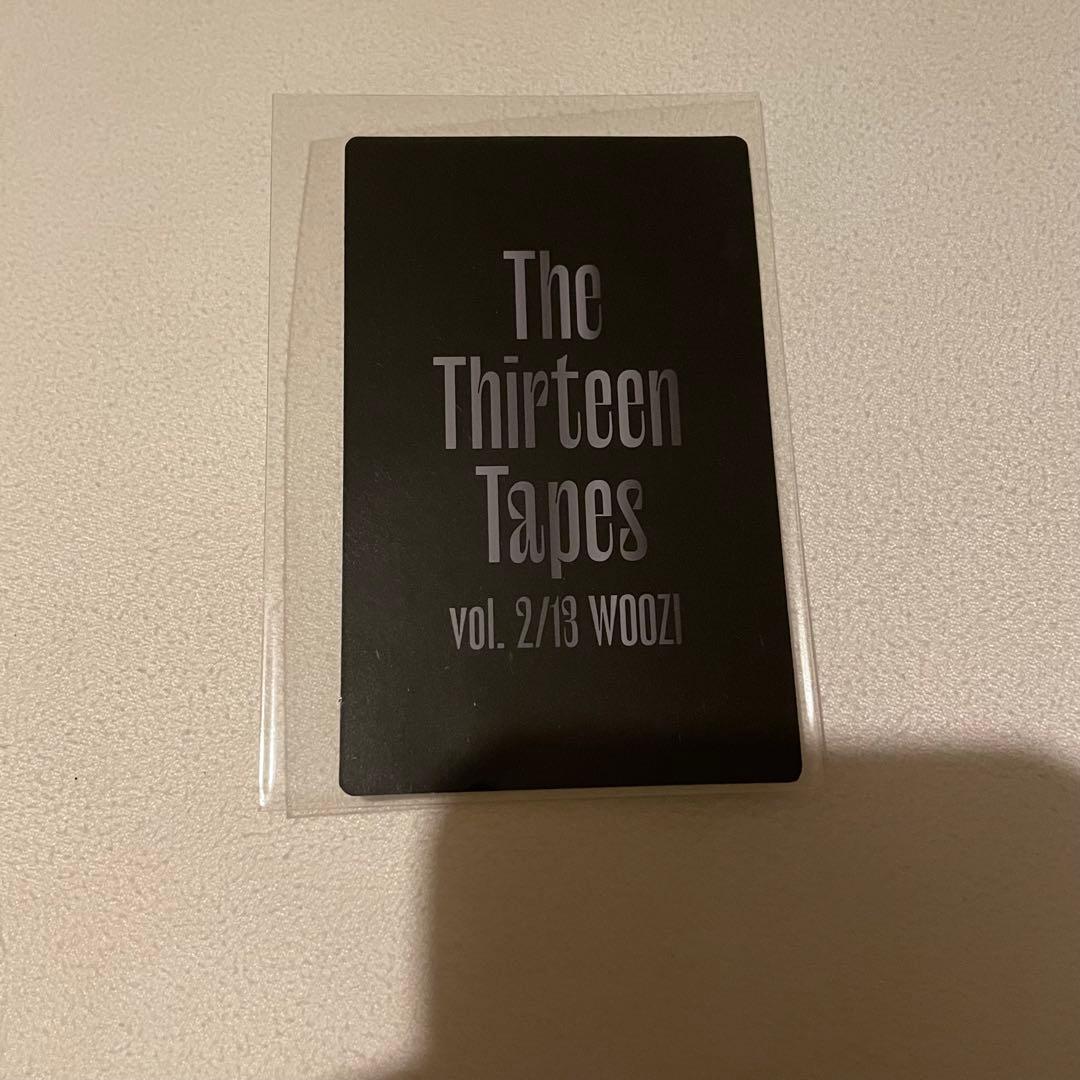 The
Thirteen
Tapes
vol. 2/13 WOOZI